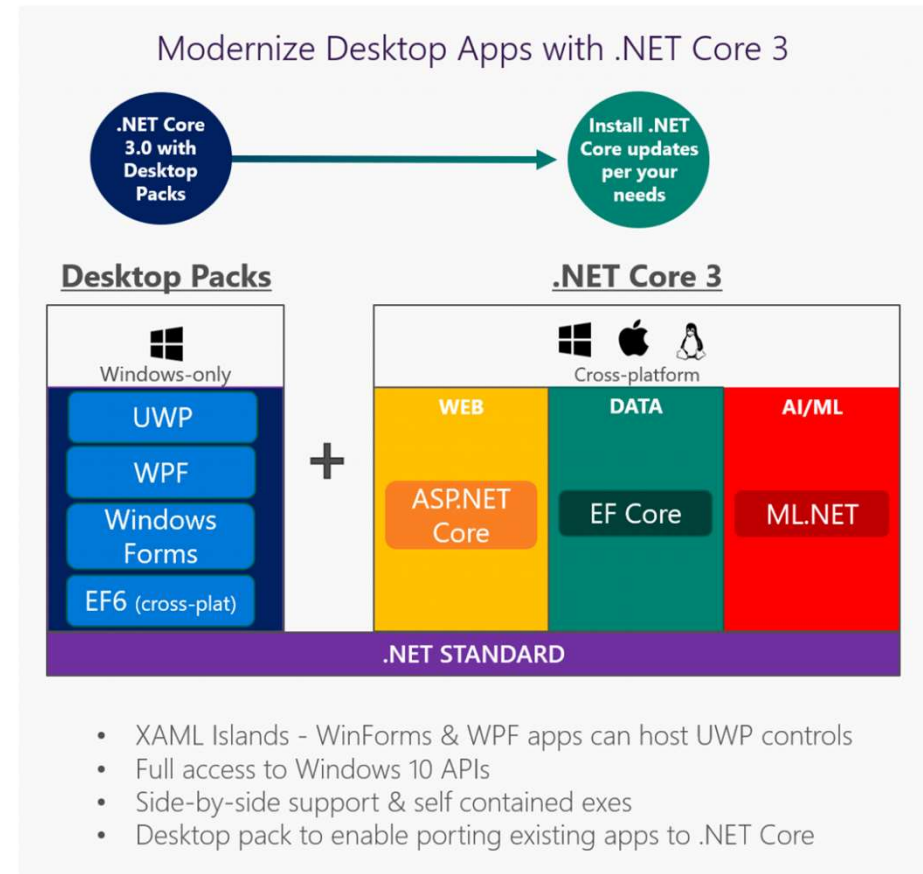 Modernize Desktop Apps with .NET Core 3
.NET Core
3.0 with
Desktop
Packs
Install .NET
Core updates
per your
needs
Desktop Packs
.NET Core 3
Windows-only
Cross-platform
UWP
WPF
Windows
Forms
EF6 (cross-plat)
+
WEB
ASP.NET
Core
DATA
EF Core
AI/ML
ML.NET
.NET STANDARD
• XAML Islands - WinForms & WPF apps can host UWP controls
• Full access to Windows 10 APIs
• Side-by-side support & self contained exes
• Desktop pack to enable porting existing apps to .NET Core